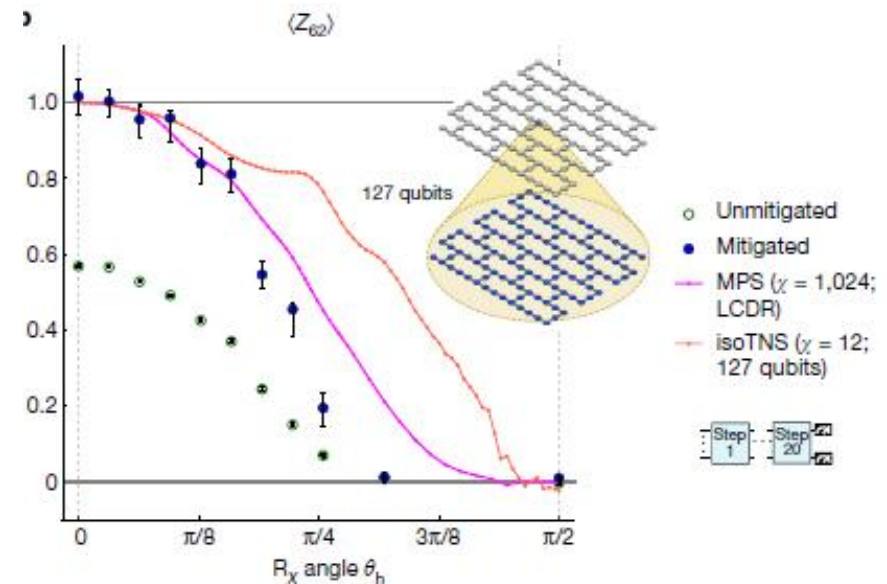 ⟨Z62⟩
1.0
0.8
0.6
0.4
0.2
0
0
π/8
π/4
3π/8
π/2
Rx angle θh
127 qubits
Unmitigated
Mitigated
MPS (χ = 1,024;
LCDR)
isoTNS (χ = 12;
127 qubits)
Step
1
Step
20